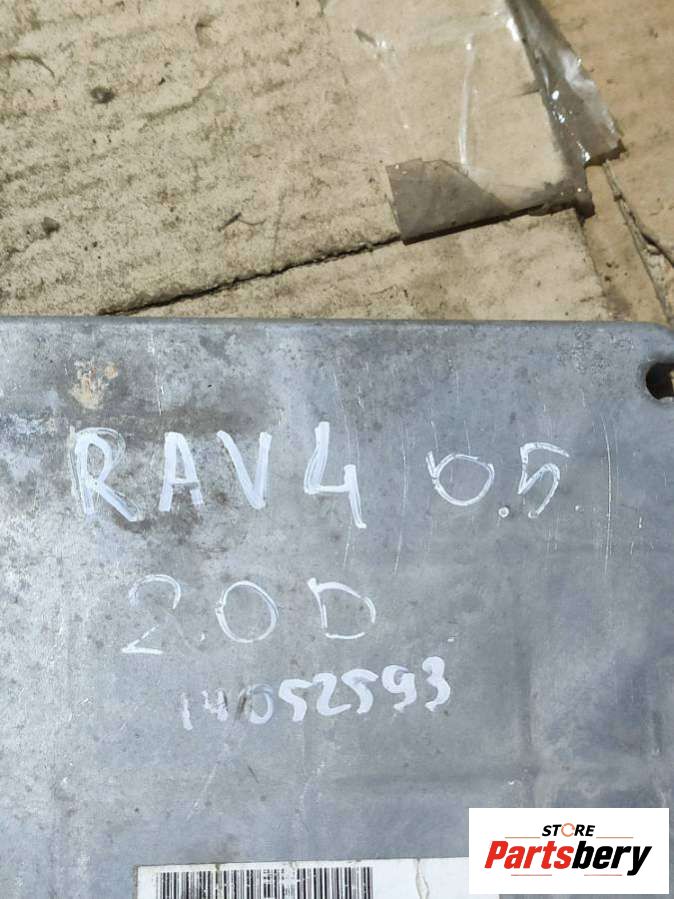 RAV4 05
2.0D
14052593
STORE
Partsbery